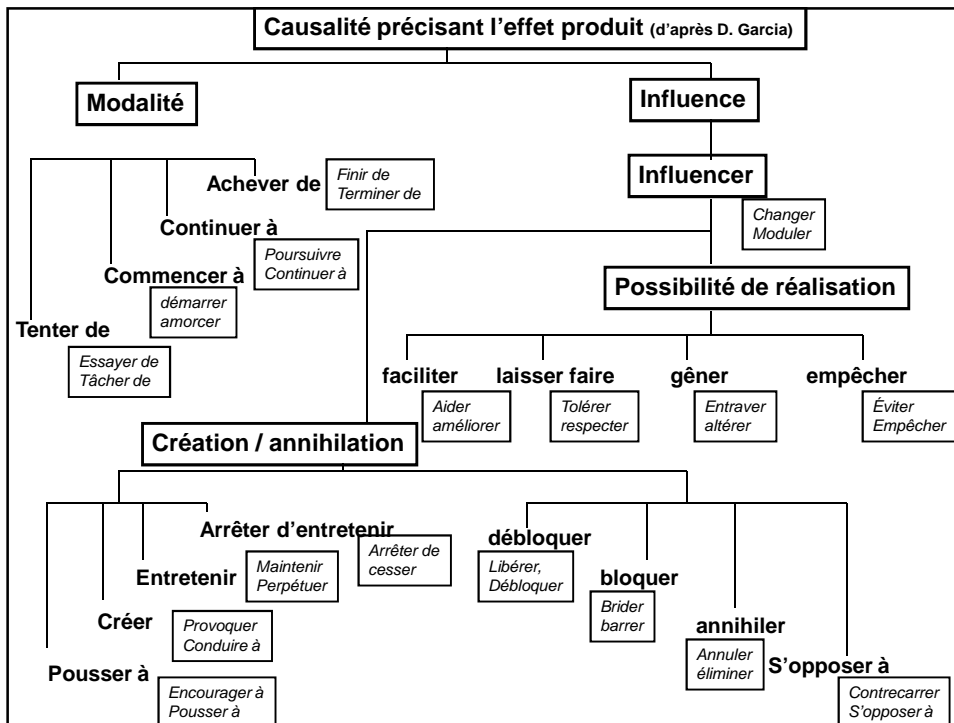 Causalité précisant l'effet produit (d'après D. Garcia)
Modalité
Influence
Influencer
Changer
Moduler
Achever de
Finir de
Terminer de
Continuer à
Poursuivre
Continuer à
Commencer à
démarrer
amorcer
Tenter de
Essayer de
Tâcher de
Possibilité de réalisation
faciliter
Aider
améliorer
laisser faire
Tolérer
respecter
gêner
Entraver
altérer
empêcher
Éviter
Empêcher
Création / annihilation
Arrêter d'entretenir
Arrêter de
cesser
Entretenir
Maintenir
Perpétuer
Créer
Provoquer
Conduire à
Pousser à
Encourager à
Pousser à
débloquer
Libérer,
Débloquer
bloquer
Brider
barrer
annihiler
Annuler
éliminer
S'opposer à
Contrecarrer
S'opposer à